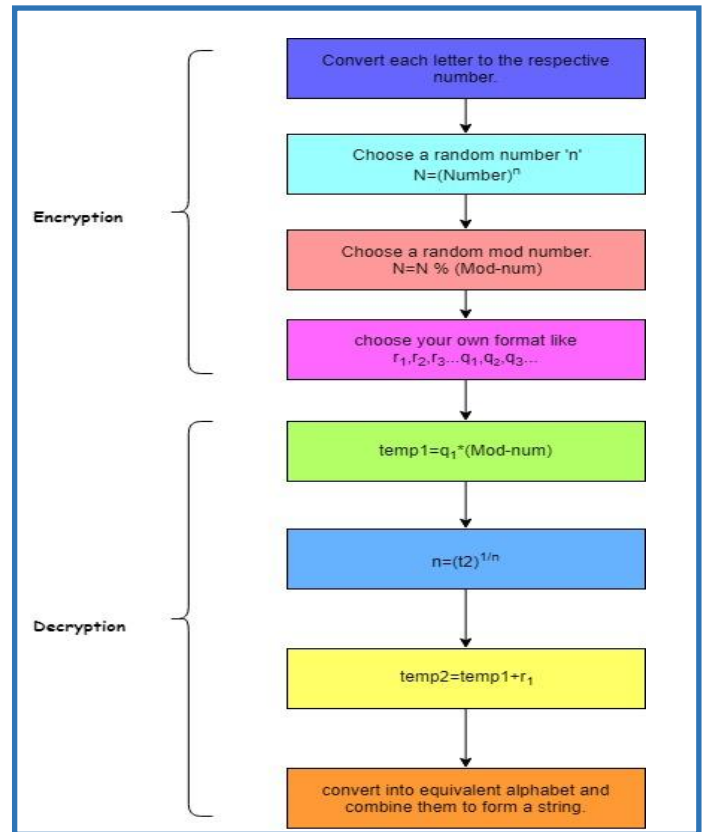 Convert each letter to the respective
number.
Choose a random number 'n'
N=(Number)ⁿ
Encryption
Choose a random mod number.
N=N % (Mod-num)
choose your own format like
r₁,r₂,r₃...q₁,q₂,q₃...
temp1=q₁*(Mod-num)
n=(t2)¹/ⁿ
Decryption
temp2=temp1+r₁
convert into equivalent alphabet and
combine them to form a string.